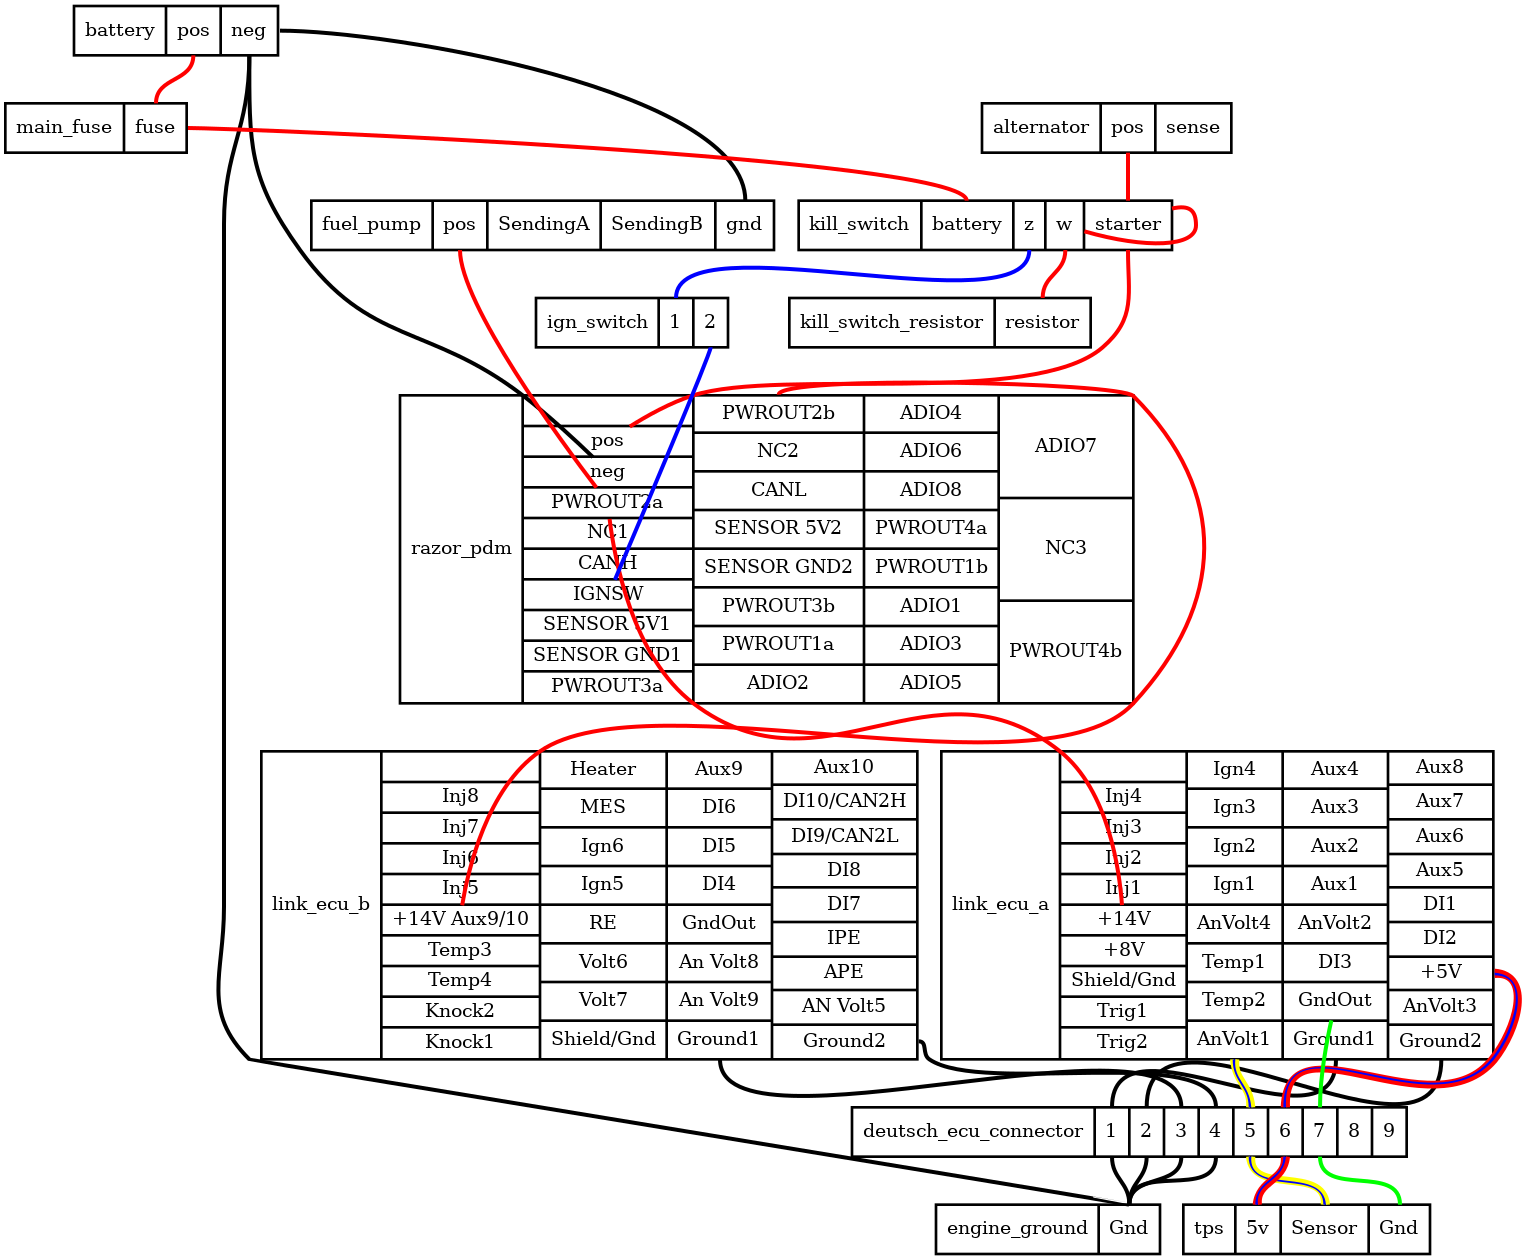 battery pos neg
main_fuse fuse
alternator pos sense
fuel_pump pos SendingA SendingB gnd
kill_switch battery z w starter
ign_switch 1 2
kill_switch_resistor resistor
razor_pdm
pos
neg
PWROUT2a
NC1
CANH
IGNSW
SENSOR 5V1
SENSOR GND1
PWROUT3a
PWROUT2b
NC2
CANL
SENSOR 5V2
SENSOR GND2
PWROUT3b
PWROUT1a
ADIO2
ADIO4
ADIO6
ADIO8
PWROUT4a
PWROUT1b
ADIO1
ADIO3
ADIO5
ADIO7
NC3
PWROUT4b
link_ecu_b
Inj8
Inj7
Inj6
Inj5
+14V Aux9/10
Temp3
Temp4
Knock2
Knock1
Heater
MES
Ign6
Ign5
RE
Volt6
Volt7
Shield/Gnd
Aux9
DI6
DI5
DI4
GndOut
An Volt8
An Volt9
Ground1
Aux10
DI10/CAN2H
DI9/CAN2L
DI8
DI7
IPE
APE
AN Volt5
Ground2
link_ecu_a
Inj4
Inj3
Inj2
Inj1
+14V
+8V
Shield/Gnd
Trig1
Trig2
Ign4
Ign3
Ign2
Ign1
AnVolt4
Temp1
Temp2
AnVolt1
Aux4
Aux3
Aux2
Aux1
AnVolt2
DI3
GndOut
Ground1
Aux8
Aux7
Aux6
Aux5
DI1
DI2
+5V
AnVolt3
Ground2
deutsch_ecu_connector 1 2 3 4 5 6 7 8 9
engine_ground Gnd
tps 5v Sensor Gnd